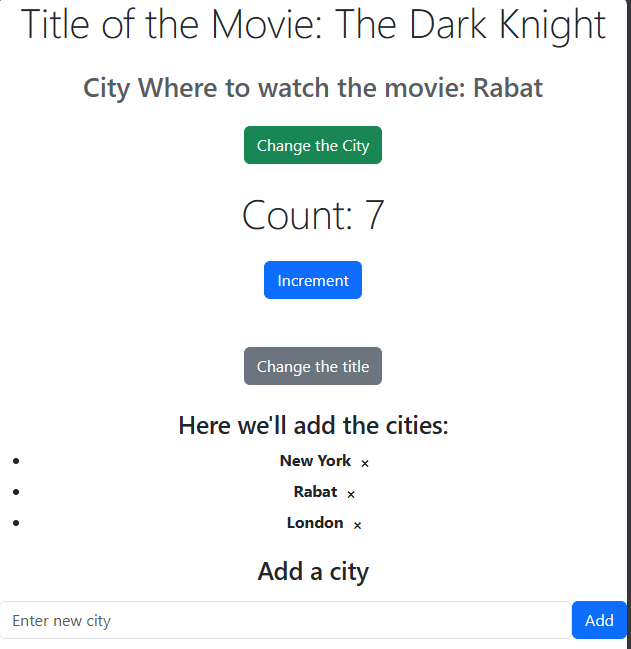 Title of the Movie: The Dark Knight
City Where to watch the movie: Rabat
Change the City
Count: 7
Increment
Change the title
Here we'll add the cities:
New York ×
Rabat ×
London ×
Add a city
Enter new city
Add